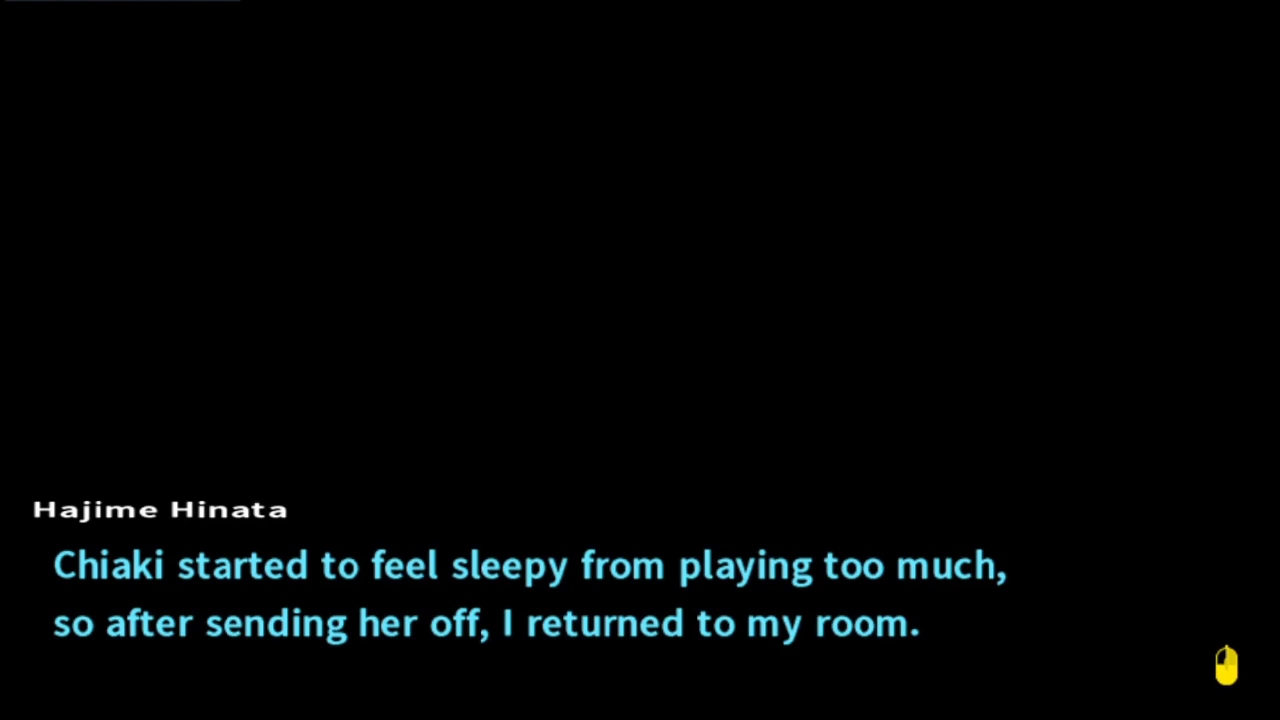 Hajime Hinata
Chiaki started to feel sleepy from playing too much,
so after sending her off, I returned to my room.